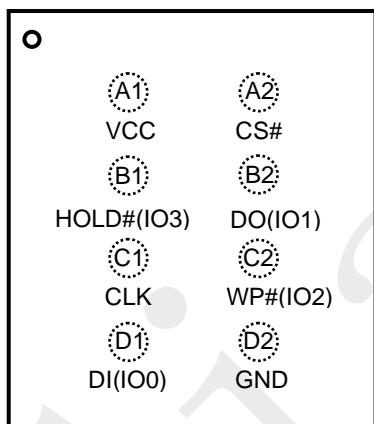 A1 A2
VCC CS#
B1 B2
HOLD#(IO3) DO(IO1)
C1 C2
CLK WP#(IO2)
D1 D2
DI(IO0) GND